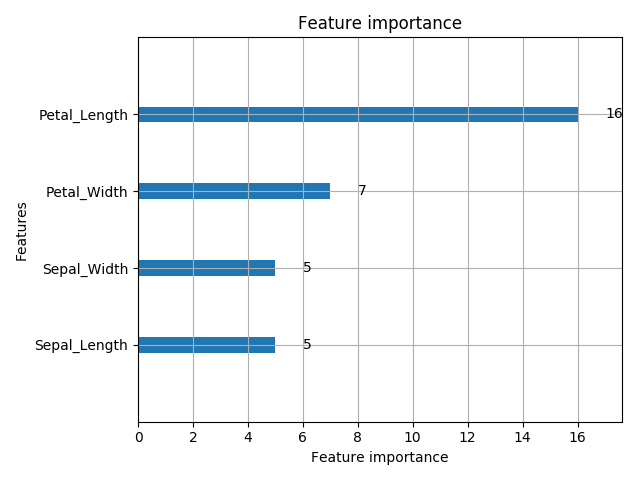 Feature importance
Petal_Length
16
Petal_Width
7
Sepal_Width
5
Sepal_Length
5
Features
0 2 4 6 8 10 12 14 16
Feature importance